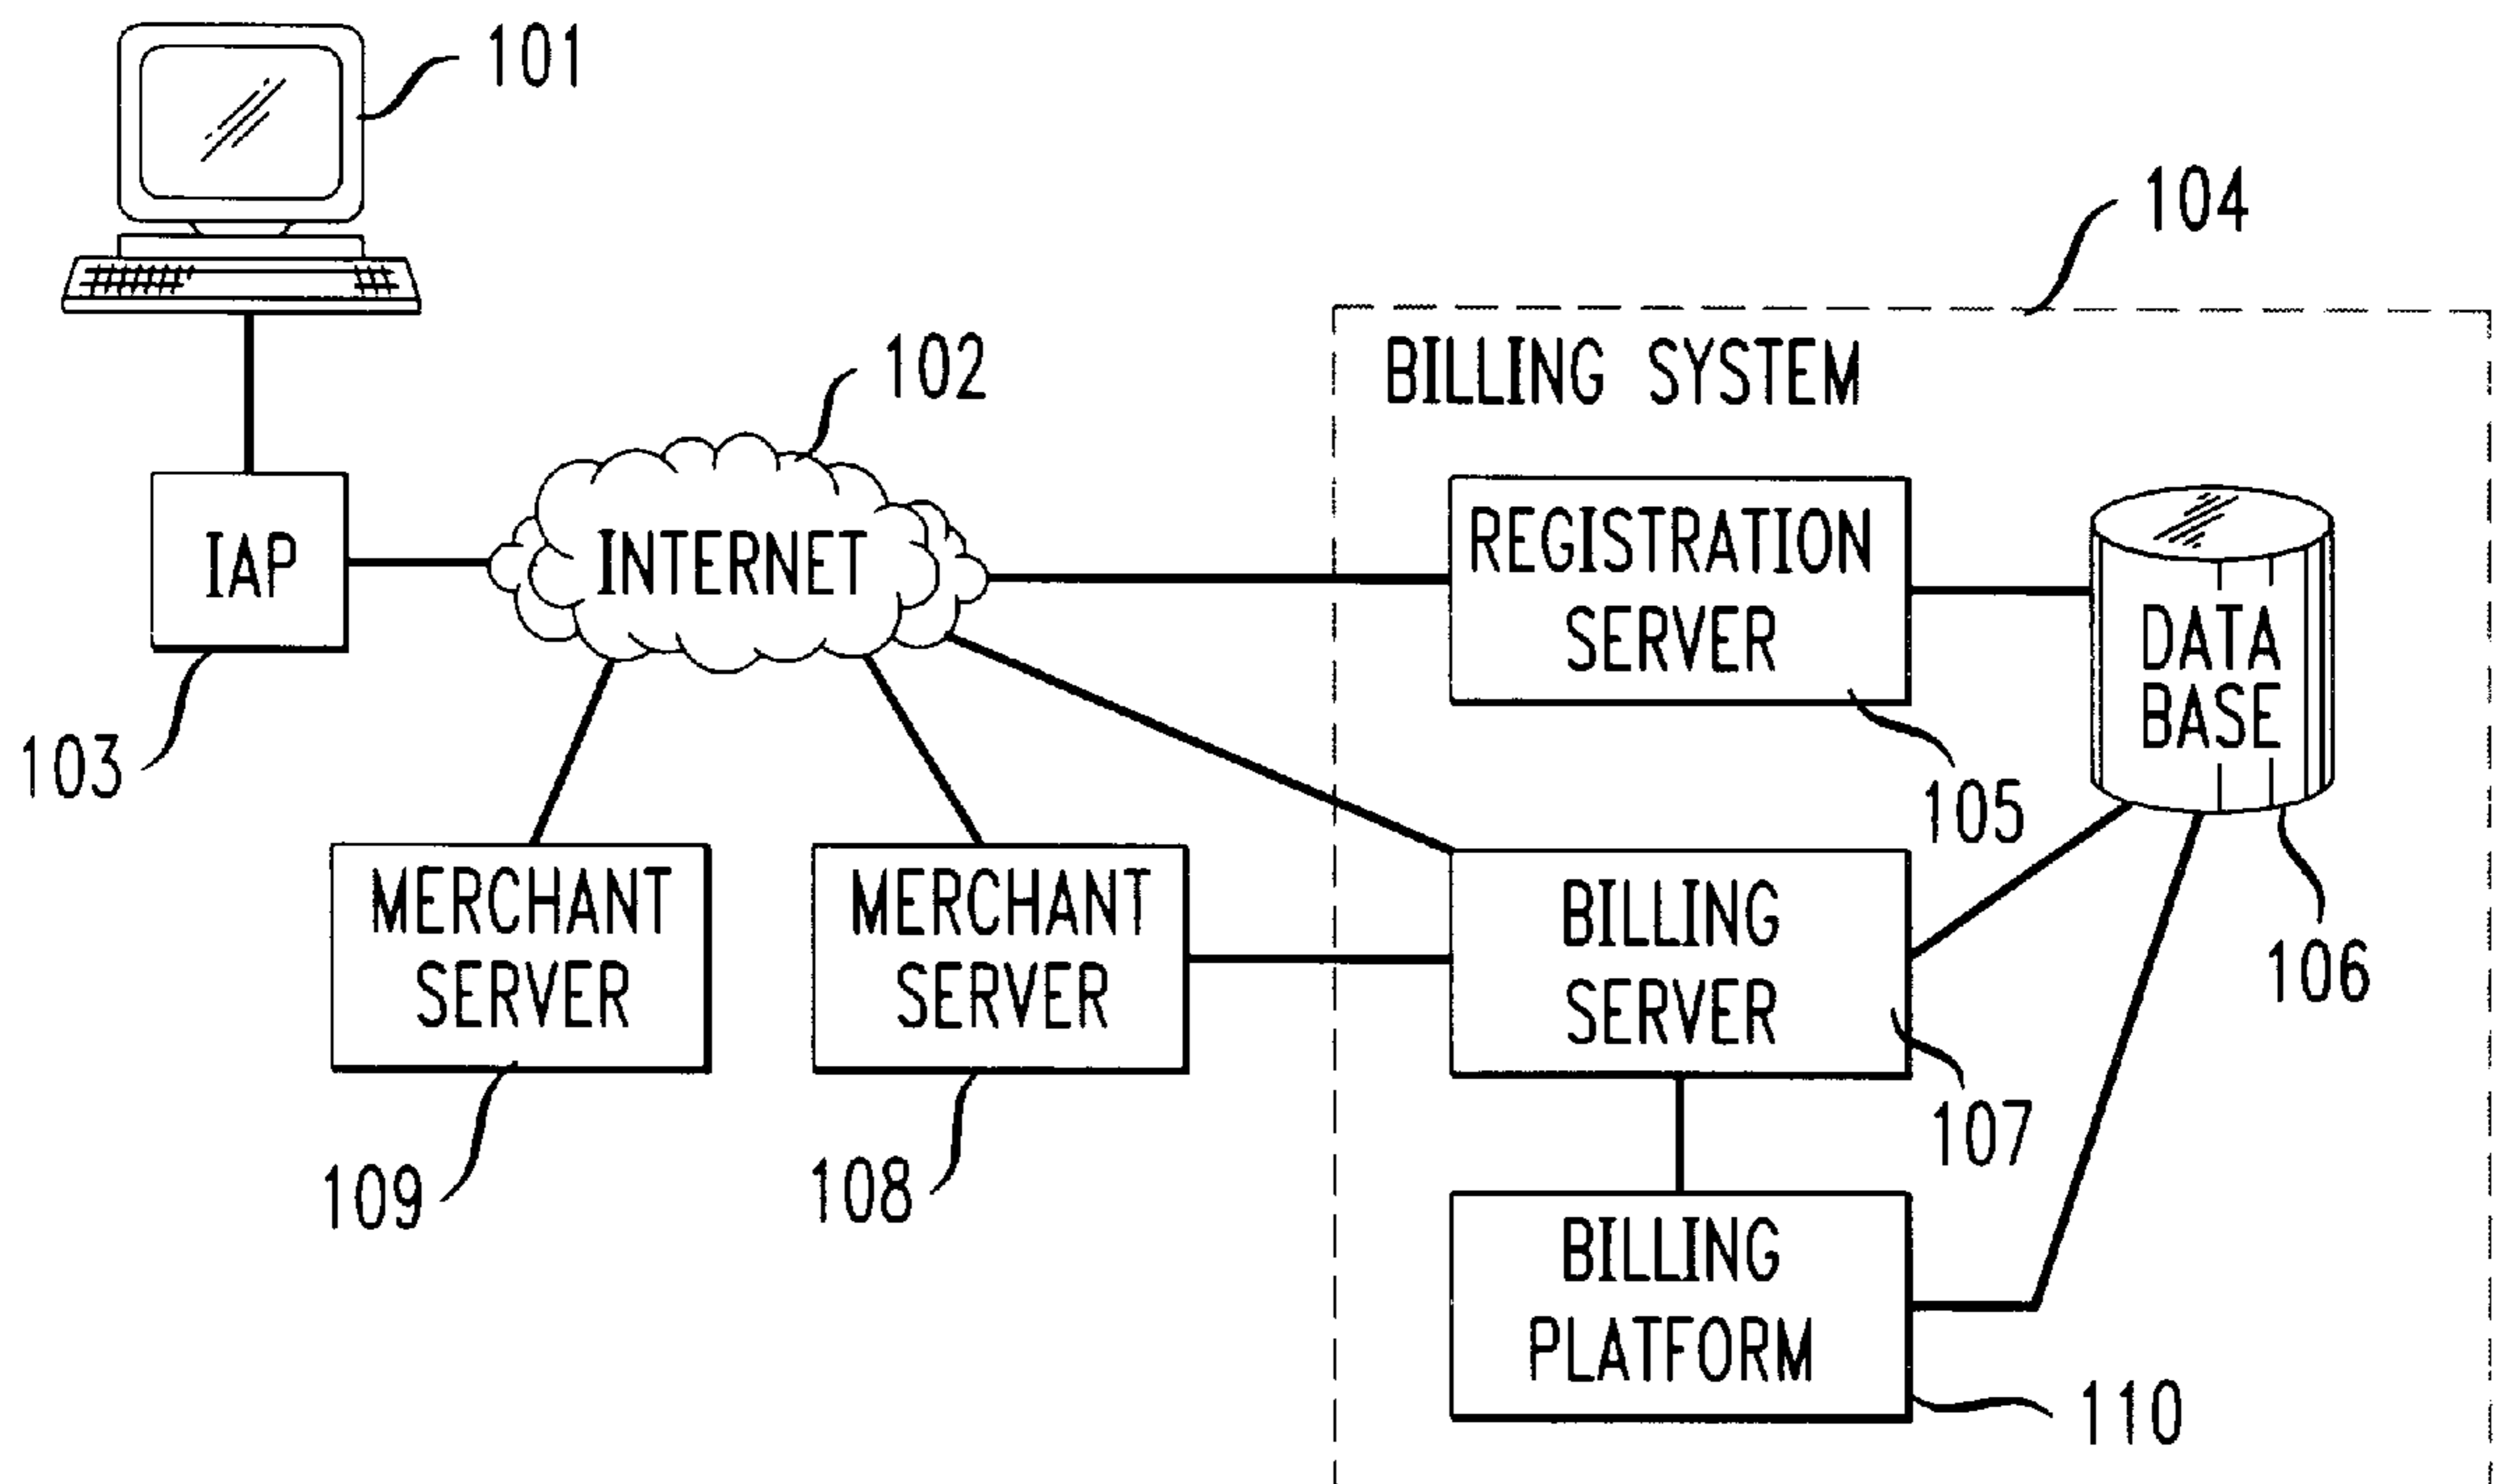 101
104
102
BILLING SYSTEM
IAP
INTERNET
REGISTRATION
SERVER
DATA
BASE
103
105
MERCHANT
SERVER
MERCHANT
SERVER
BILLING
SERVER
106
107
109
108
BILLING
PLATFORM
110